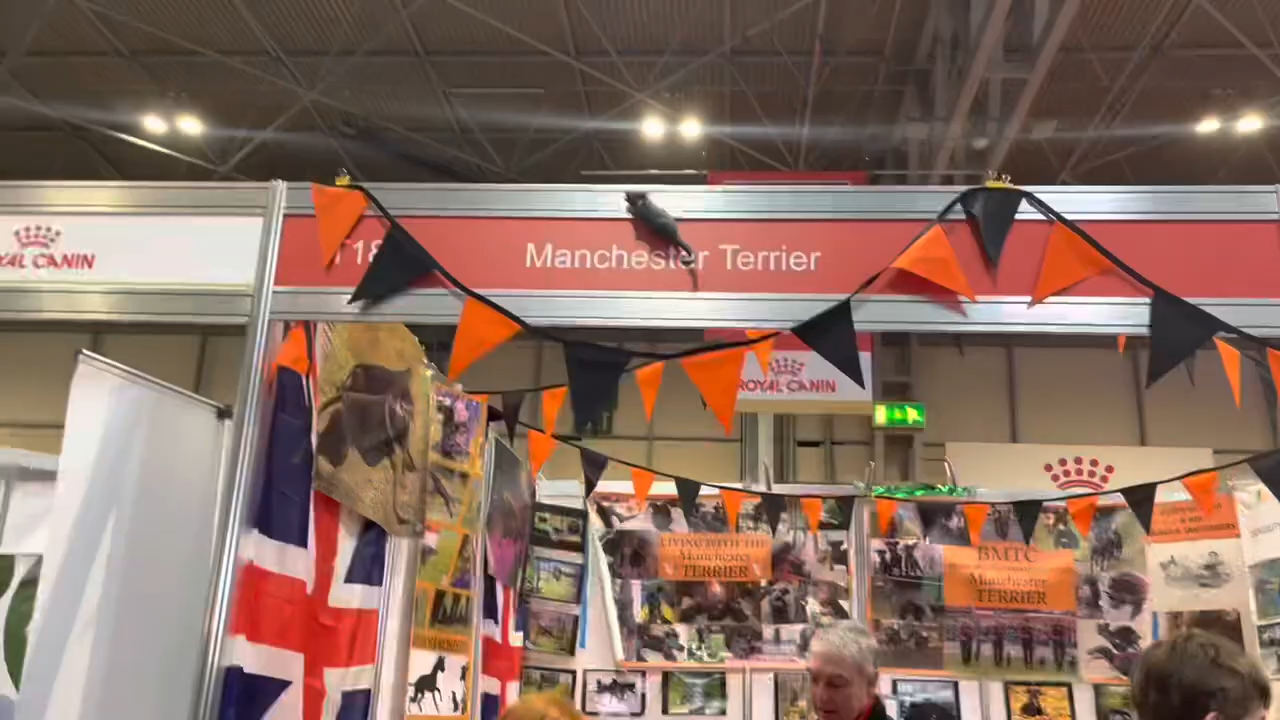 ROYAL CANIN
Manchester Terrier
ROYAL CANIN
LIVING WITH THE
Manchester
TERRIER
BMTC
Manchester
TERRIER